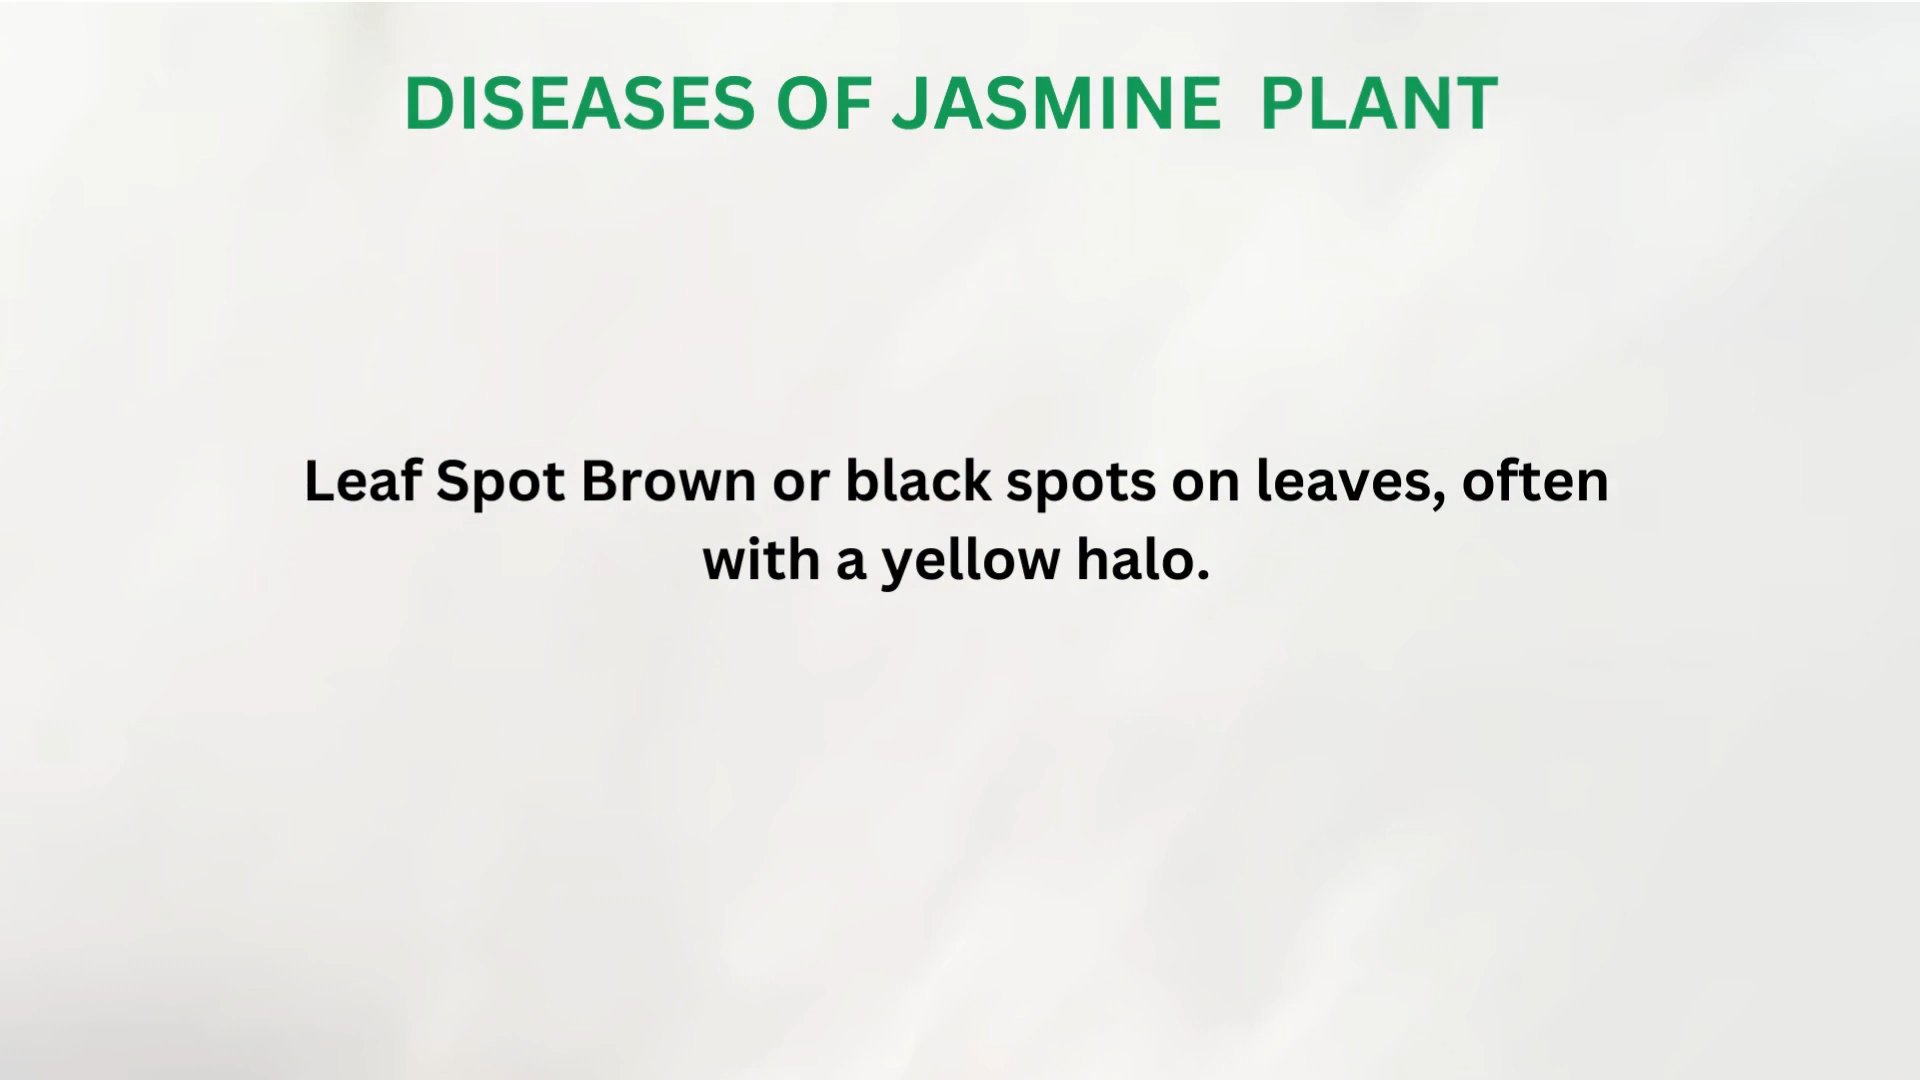 DISEASES OF JASMINE  PLANT
Leaf Spot Brown or black spots on leaves, often
with a yellow halo.